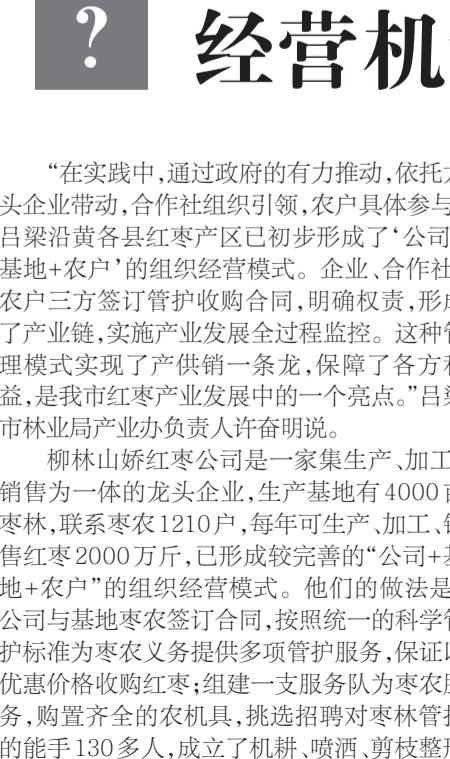 ?
经营机
“在实践中,通过政府的有力推动,依托龙
头企业带动,合作社组织引领,农户具体参与,
吕梁沿黄各县红枣产区已初步形成了‘公司+
基地+农户’的组织经营模式。企业、合作社、
农户三方签订管护收购合同,明确权责,形成
了产业链,实施产业发展全过程监控。这种管
理模式实现了产供销一条龙,保障了各方利
益,是我市红枣产业发展中的一个亮点。”吕梁
市林业局产业办负责人许奋明说。
柳林山娇红枣公司是一家集生产、加工、
销售为一体的龙头企业,生产基地有4000亩
枣林,联系枣农1210户,每年可生产、加工、销
售红枣2000万斤,已形成较完善的“公司+基
地+农户”的组织经营模式。他们的做法是:
公司与基地枣农签订合同,按照统一的科学管
护标准为枣农义务提供多项管护服务,保证以
优惠价格收购红枣;组建一支服务队为枣农服
务,购置齐全的农机具,挑选招聘对枣林管护
的能手130多人,成立了机耕、喷洒、剪枝整形